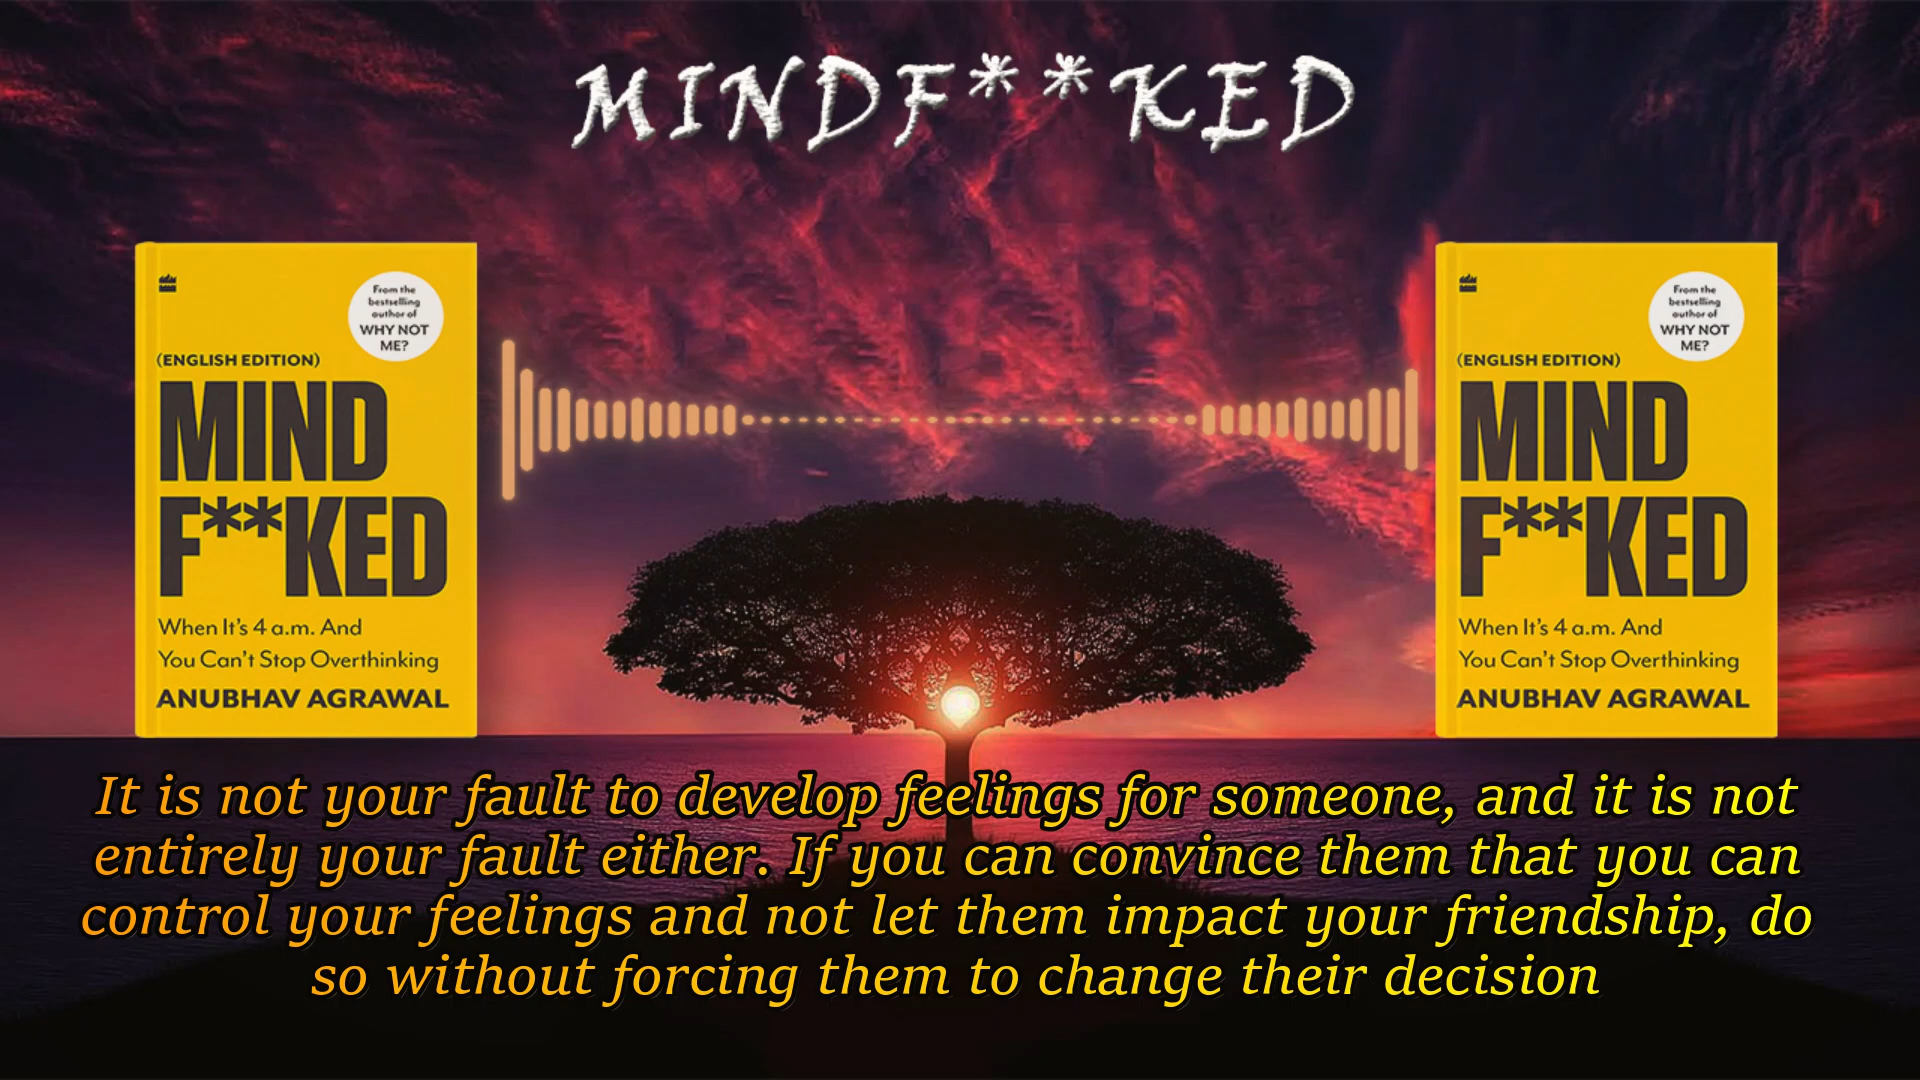 MINDF**KED
From the
bestselling
author of
WHY NOT
ME?
(ENGLISH EDITION)
MIND
F**KED
When It's 4 a.m. And
You Can't Stop Overthinking
ANUBHAV AGRAWAL
From the
bestselling
author of
WHY NOT
ME?
(ENGLISH EDITION)
MIND
F**KED
When It's 4 a.m. And
You Can't Stop Overthinking
ANUBHAV AGRAWAL
It is not your fault to develop feelings for someone, and it is not
entirely your fault either. If you can convince them that you can
control your feelings and not let them impact your friendship, do
so without forcing them to change their decision